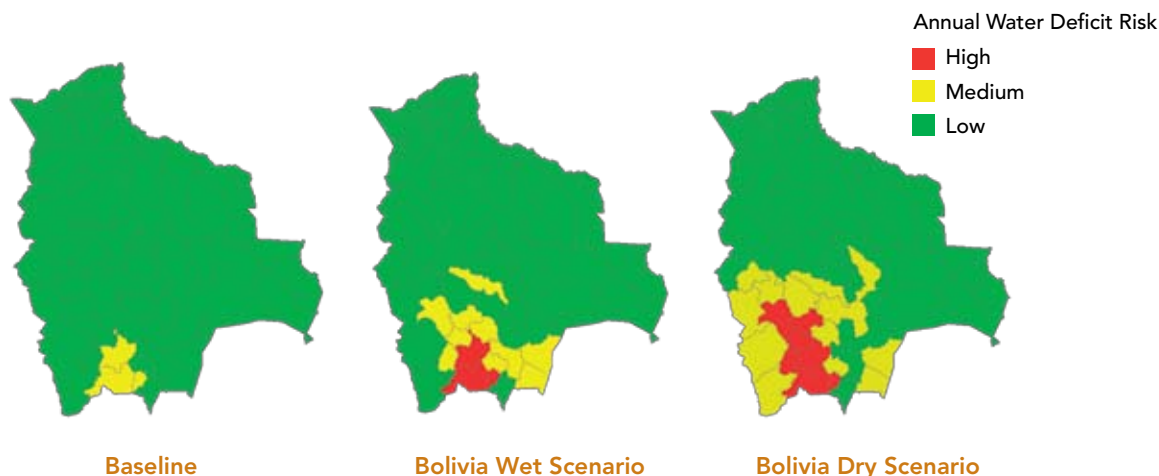 Annual Water Deficit Risk
High
Medium
Low
Baseline
Bolivia Wet Scenario
Bolivia Dry Scenario